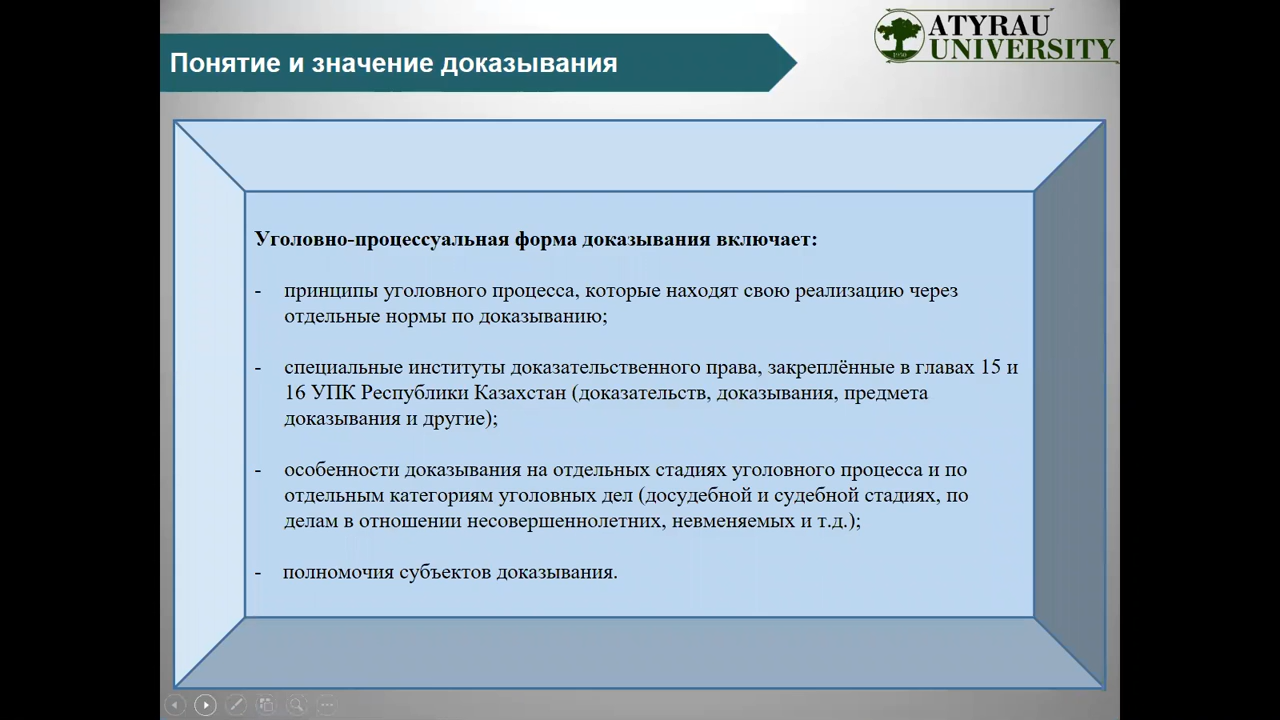 ATYRAU
UNIVERSITY
1950
Понятие и значение доказывания
Уголовно-процессуальная форма доказывания включает:
- принципы уголовного процесса, которые находят свою реализацию через
отдельные нормы по доказыванию;
- специальные институты доказательственного права, закреплённые в главах 15 и
16 УПК Республики Казахстан (доказательств, доказывания, предмета
доказывания и другие);
- особенности доказывания на отдельных стадиях уголовного процесса и по
отдельным категориям уголовных дел (досудебной и судебной стадиях, по
делам в отношении несовершеннолетних, невменяемых и т.д.);
- полномочия субъектов доказывания.